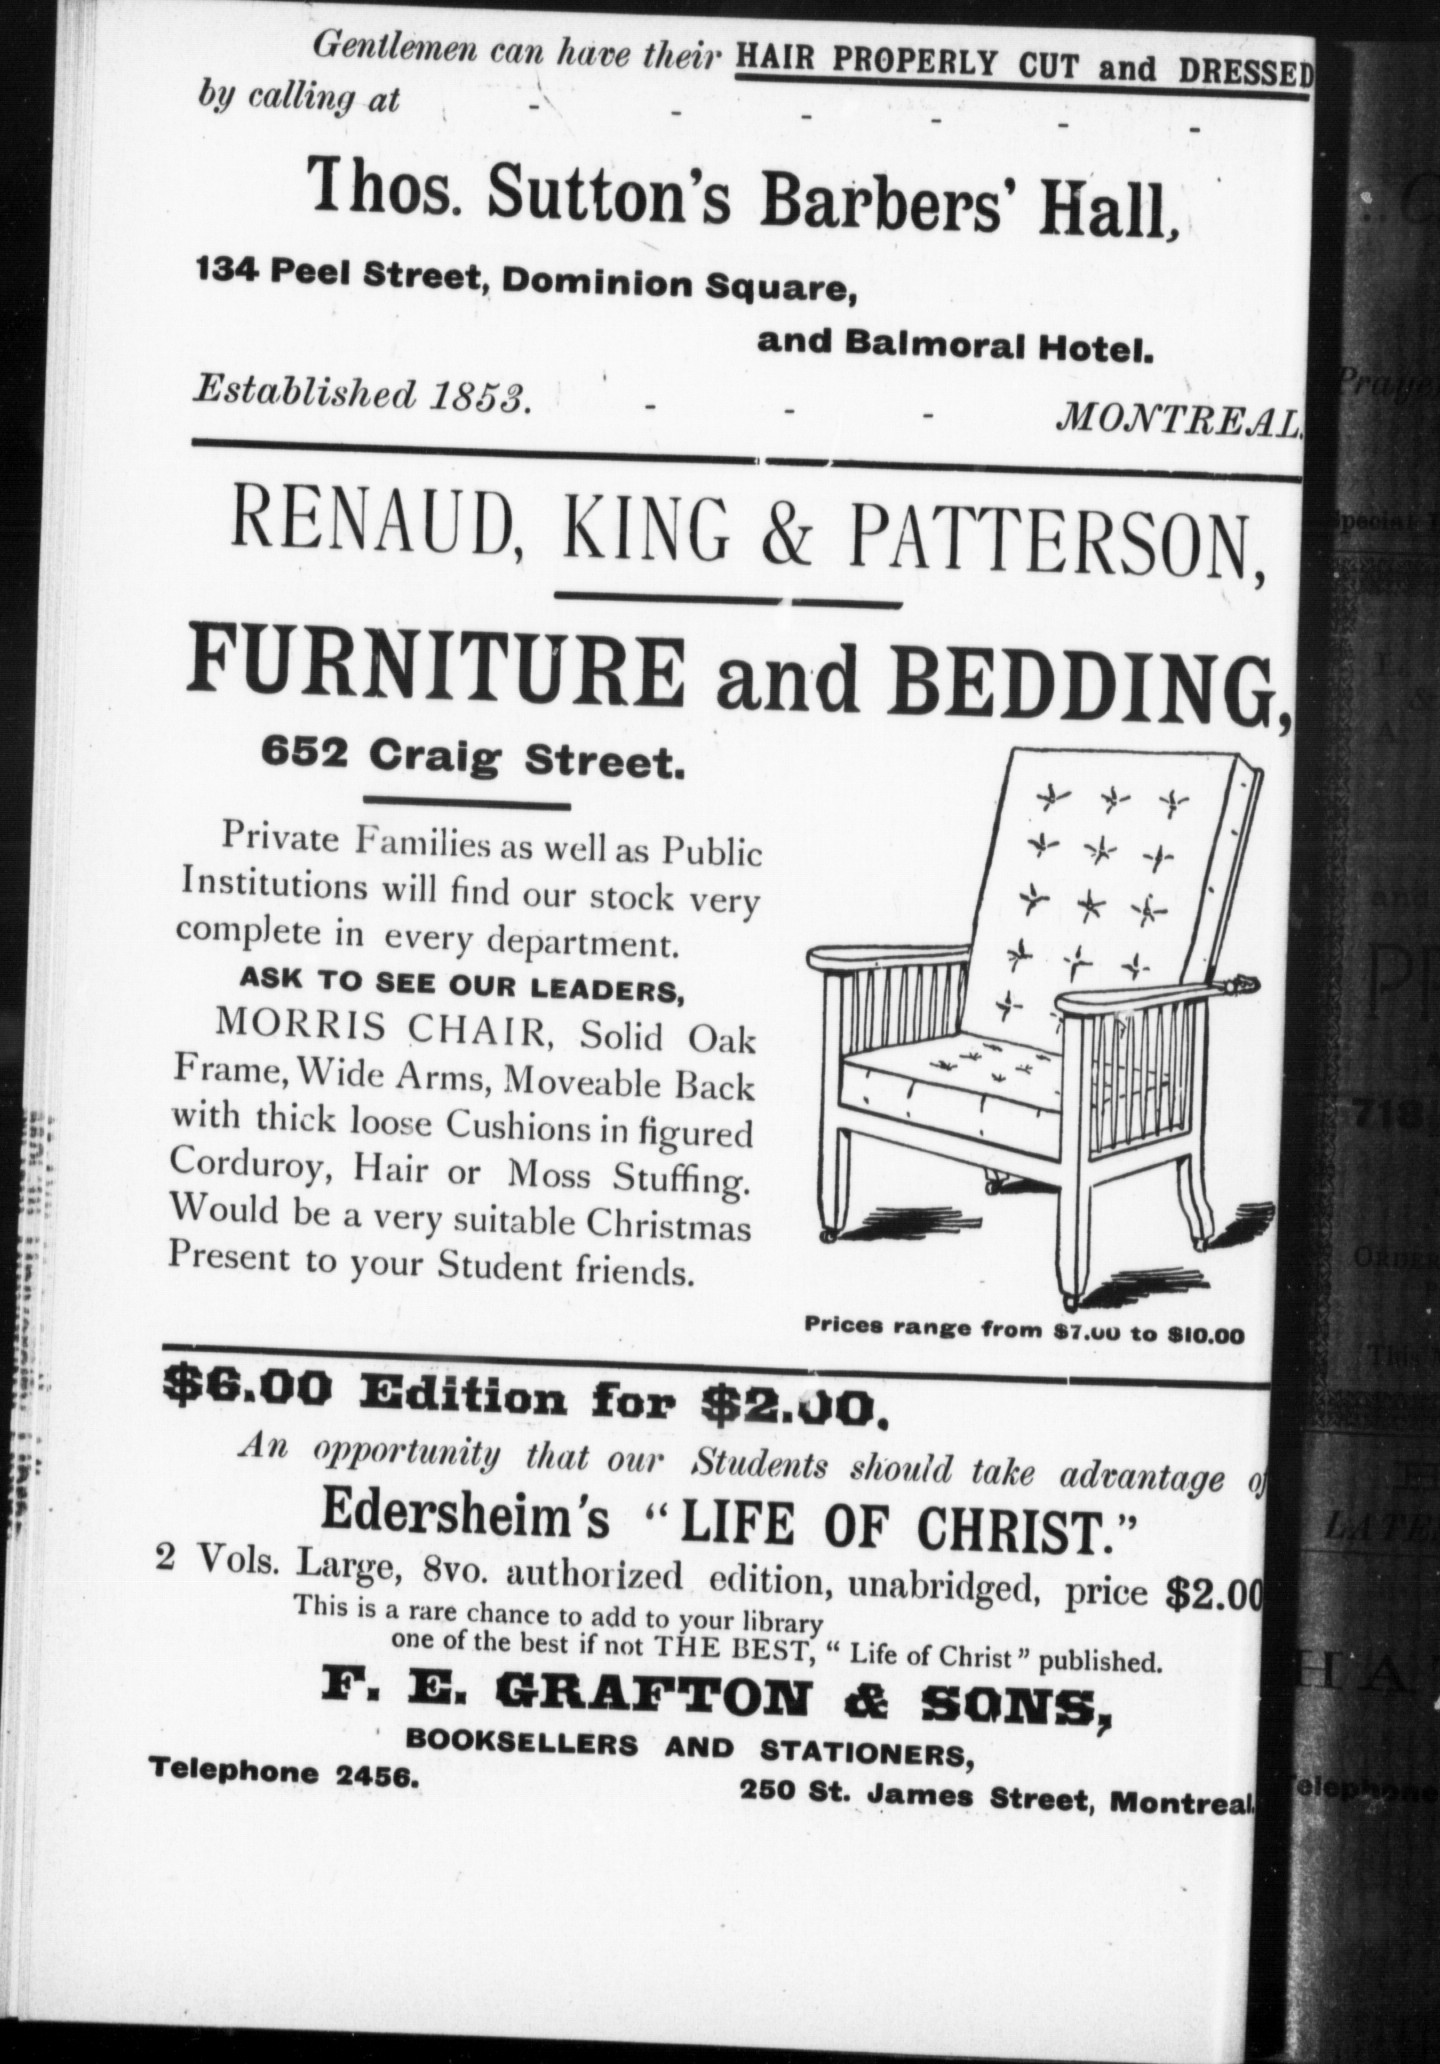 Gentlemen can have their HAIR PROPERLY CUT and DRESSED
by calling at - - - - - -
Thos. Sutton's Barbers' Hall,
134 Peel Street, Dominion Square,
and Balmoral Hotel.
Established 1853. - - - MONTREAL.
RENAUD, KING & PATTERSON,
FURNITURE and BEDDING,
652 Craig Street.
Private Families as well as Public
Institutions will find our stock very
complete in every department.
ASK TO SEE OUR LEADERS,
MORRIS CHAIR, Solid Oak
Frame, Wide Arms, Moveable Back
with thick loose Cushions in figured
Corduroy, Hair or Moss Stuffing.
Would be a very suitable Christmas
Present to your Student friends.
Prices range from $7.00 to $10.00
$6.00 Edition for $2.00.
An opportunity that our Students should take advantage of
Edersheim's "LIFE OF CHRIST."
2 Vols. Large, 8vo. authorized edition, unabridged, price $2.00
This is a rare chance to add to your library
one of the best if not THE BEST, "Life of Christ" published.
F. E. GRAFTON & SONS,
BOOKSELLERS AND STATIONERS,
Telephone 2456.
250 St. James Street, Montreal.
Special
and
718
This
Telephone